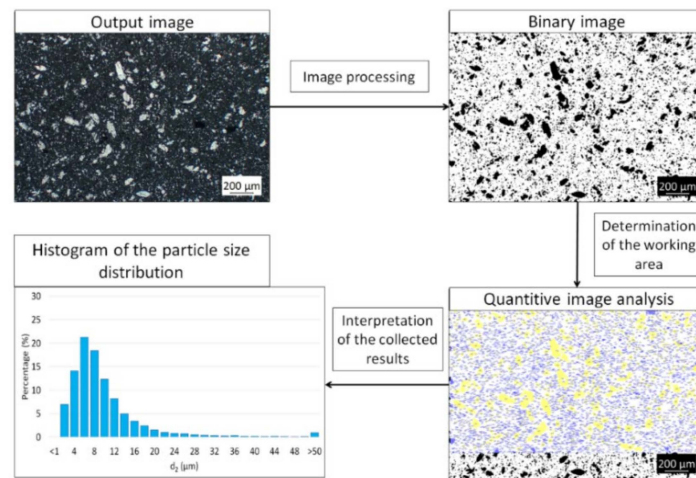 Output image
200 µm
Image processing
Binary image
200 µm
Determination
of the working
area
Quantitive image analysis
200 µm
Interpretation
of the collected
results
Histogram of the particle size
distribution
Percentage (%)
30
25
20
15
10
5
0
<1 4 8 12 16 20 24 28 32 36 40 44 48 >50
d₂ (µm)